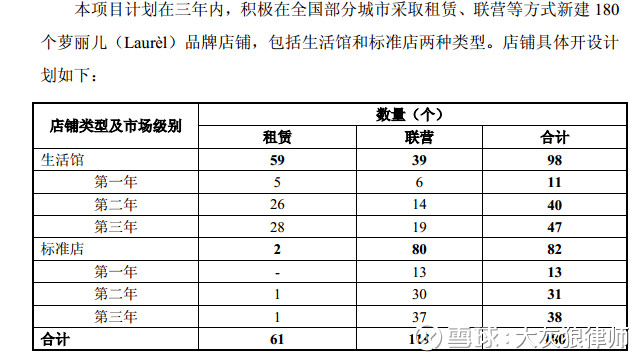 本项目计划在三年内，积极在全国部分城市采取租赁、联营等方式新建 180
个萝丽儿（Laurèl）品牌店铺，包括生活馆和标准店两种类型。店铺具体开设计
划如下：
店铺类型及市场级别 数量（个）
租赁 联营 合计
生活馆 59 39 98
第一年 5 6 11
第二年 26 14 40
第三年 28 19 47
标准店 2 80 82
第一年 - 13 13
第二年 1 30 31
第三年 1 37 38
合计 61
雪球：大灰狼律师